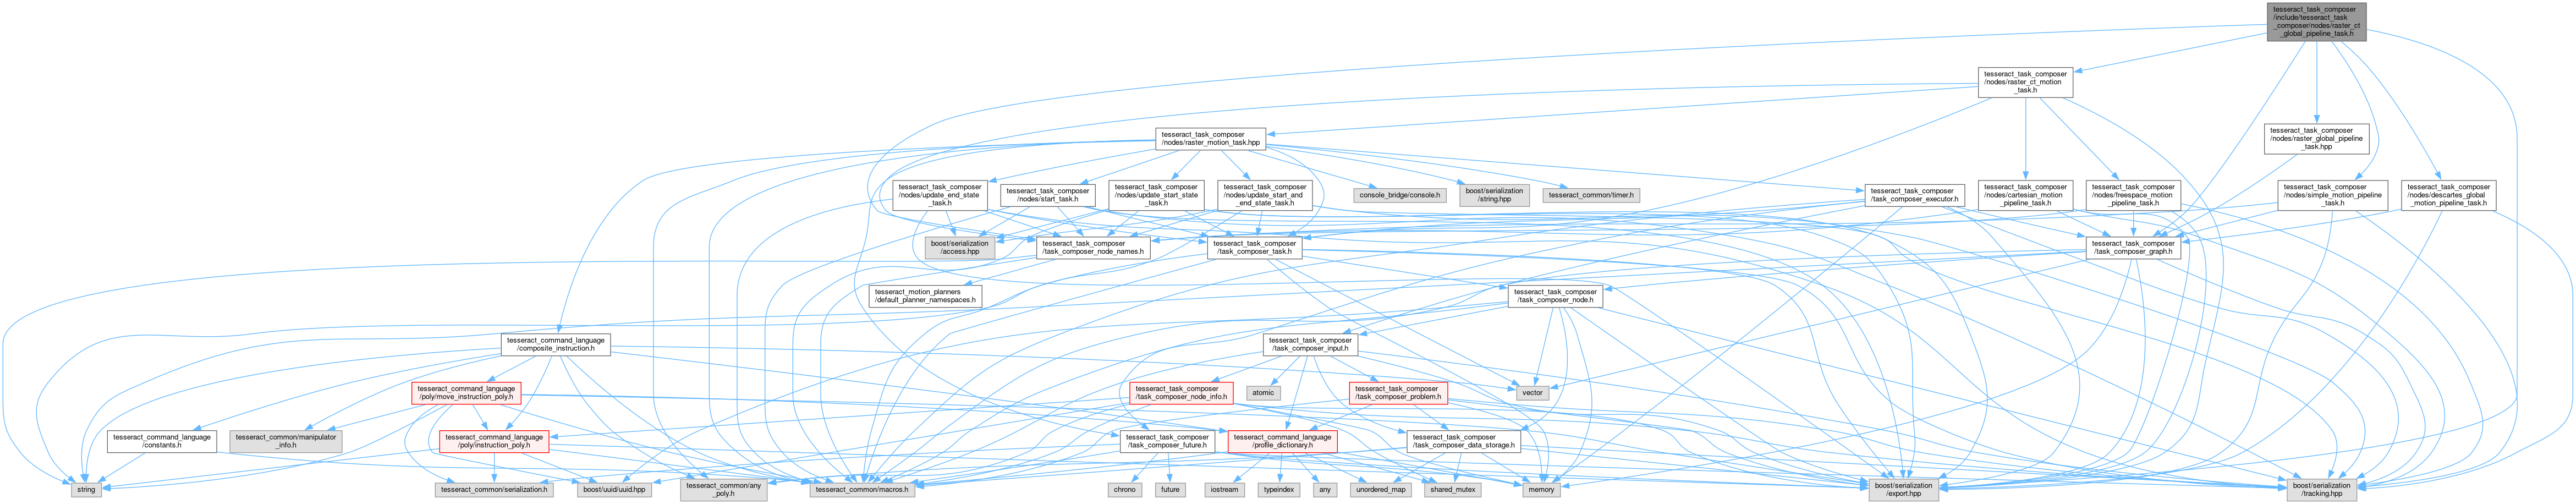 tesseract_task_composer
/include/tesseract_task
_composer/nodes/raster_ct
_global_pipeline_task.h
tesseract_task_composer
/nodes/raster_ct_motion
_task.h
tesseract_task_composer
/nodes/raster_motion_task.hpp
tesseract_task_composer
/nodes/raster_global_pipeline
_task.hpp
tesseract_task_composer
/nodes/update_end_state
_task.h
tesseract_task_composer
/nodes/start_task.h
tesseract_task_composer
/nodes/update_start_state
_task.h
tesseract_task_composer
/nodes/update_start_and
_end_state_task.h
console_bridge/console.h
boost/serialization
/string.hpp
tesseract_common/timer.h
tesseract_task_composer
/task_composer_executor.h
tesseract_task_composer
/nodes/cartesian_motion
_pipeline_task.h
tesseract_task_composer
/nodes/freespace_motion
_pipeline_task.h
tesseract_task_composer
/nodes/simple_motion_pipeline
_task.h
tesseract_task_composer
/nodes/descartes_global
_motion_pipeline_task.h
boost/serialization
/access.hpp
tesseract_task_composer
/task_composer_node_names.h
tesseract_task_composer
/task_composer_task.h
tesseract_task_composer
/task_composer_graph.h
tesseract_motion_planners
/default_planner_namespaces.h
tesseract_task_composer
/task_composer_node.h
tesseract_command_language
/composite_instruction.h
tesseract_task_composer
/task_composer_input.h
tesseract_command_language
/poly/move_instruction_poly.h
tesseract_task_composer
/task_composer_node_info.h
atomic
tesseract_task_composer
/task_composer_problem.h
vector
tesseract_command_language
/constants.h
tesseract_common/manipulator
_info.h
tesseract_command_language
/poly/instruction_poly.h
tesseract_task_composer
/task_composer_future.h
tesseract_command_language
/profile_dictionary.h
tesseract_task_composer
/task_composer_data_storage.h
string
tesseract_common/serialization.h
boost/uuid/uuid.hpp
tesseract_common/any
_poly.h
tesseract_common/macros.h
chrono
future
iostream
typeindex
any
unordered_map
shared_mutex
memory
boost/serialization
/export.hpp
boost/serialization
/tracking.hpp